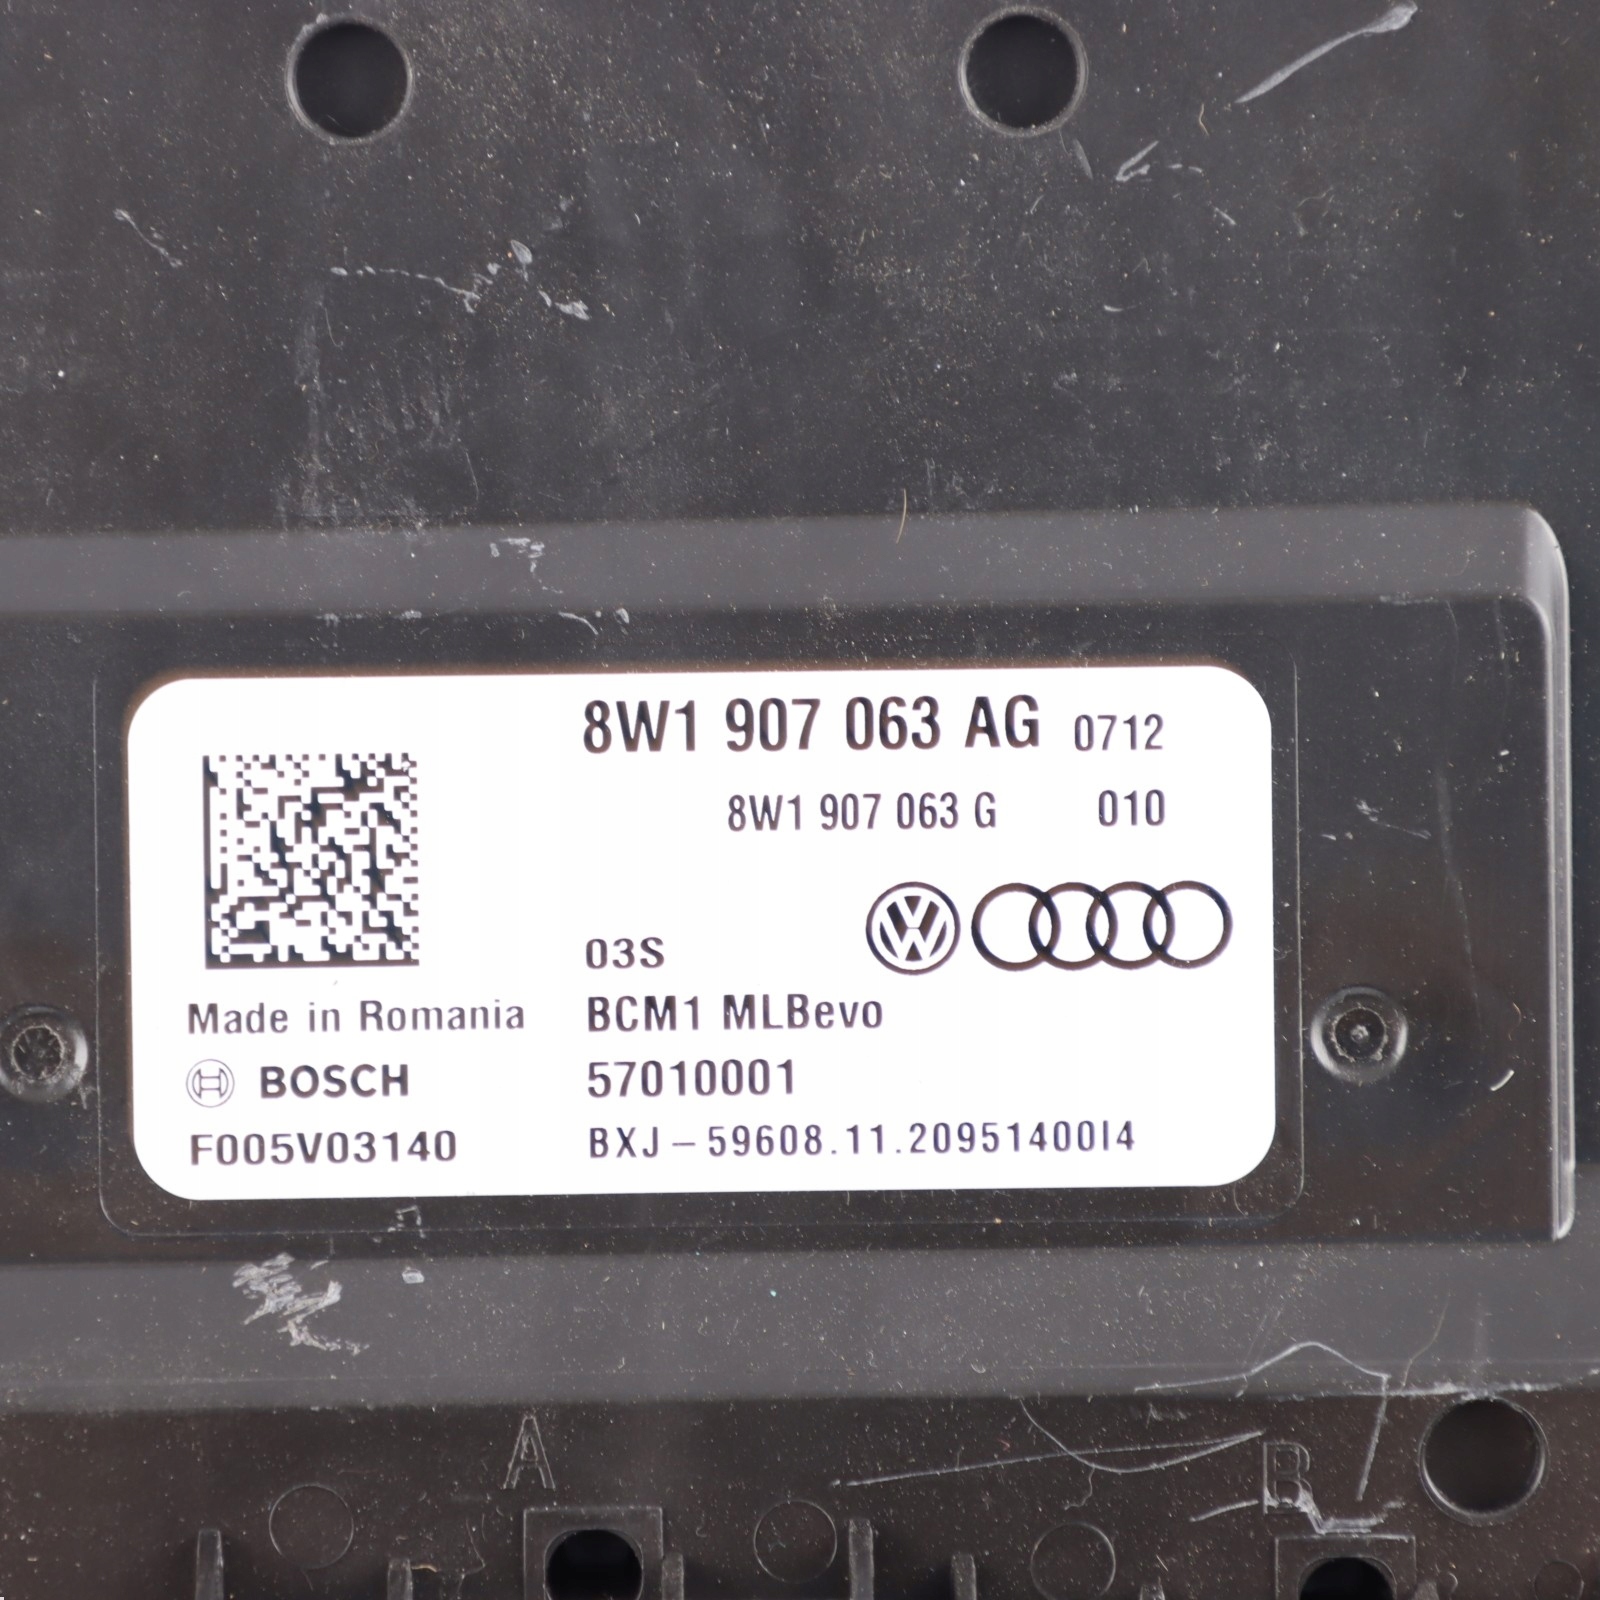 8W1 907 063 AG 0712
8W1 907 063 G 010
03S
Made in Romania BCM1 MLBevo
BOSCH 57010001
F005V03140 BXJ-59608.11.2095140014
A B